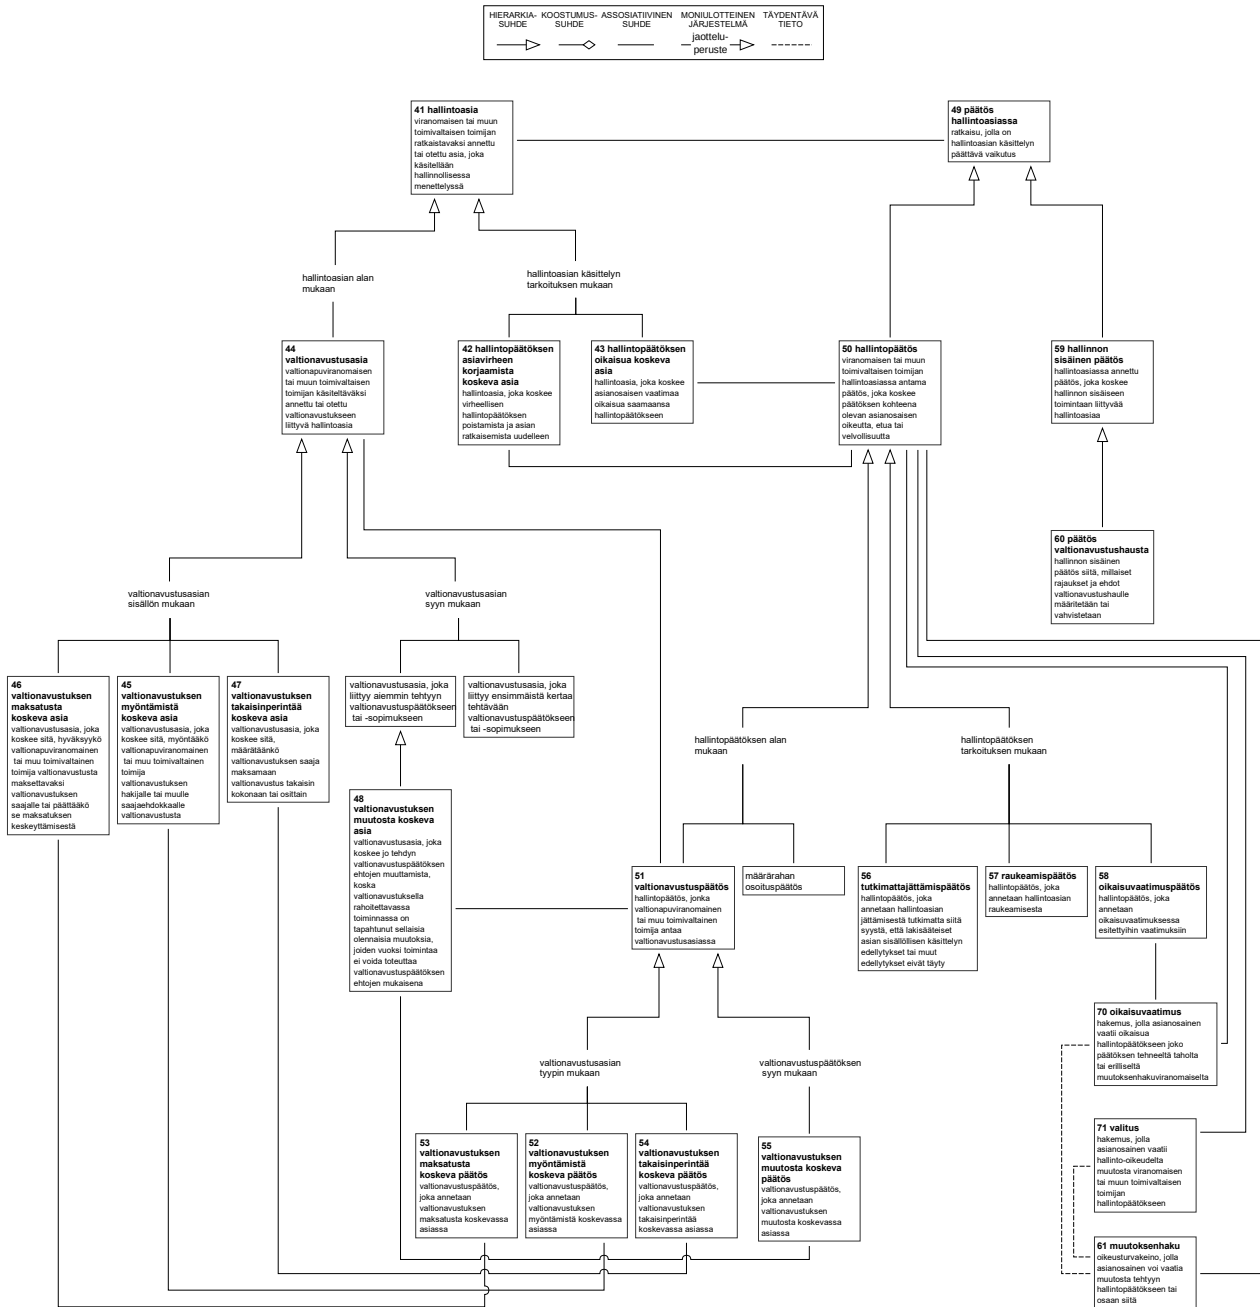 HIERARKIA-
SUHDE
KOOSTUMUS-
SUHDE
ASSOSIATIIVINEN
SUHDE
MONIULOTTEINEN
JÄRJESTELMÄ
jaottelu-
peruste
TÄYDENTÄVÄ
TIETO
41 hallintoasia
viranomaisen tai muun
toimivaltaisen toimijan
ratkaistavaksi annettu
tai otettu asia, joka
käsitellään
hallinnollisessa
menettelyssä
49 päätös
hallintoasiassa
ratkaisu, jolla on
hallintoasian käsittelyn
päättävä vaikutus
hallintoasian alan
mukaan
hallintoasian käsittelyn
tarkoituksen mukaan
44
valtionavustusasia
valtionapuviranomaisen
tai muun toimivaltaisen
toimijan käsiteltäväksi
annettu tai otettu
valtionavustukseen
liittyvä hallintoasia
42 hallintopäätöksen
asiavirheen
korjaamista
koskeva asia
hallintoasia, joka koskee
virheellisen
hallintopäätöksen
poistamista ja asian
ratkaisemista uudelleen
43 hallintopäätöksen
oikaisua koskeva
asia
hallintoasia, joka koskee
asianosaisen vaatimaa
oikaisua saamaansa
hallintopäätökseen
50 hallintopäätös
viranomaisen tai muun
toimivaltaisen toimijan
hallintoasiassa antama
päätös, joka koskee
päätöksen kohteena
olevan asianosaisen
oikeutta, etua tai
velvollisuutta
59 hallinnon
sisäinen päätös
hallintoasiassa annettu
päätös, joka koskee
hallinnon sisäiseen
toimintaan liittyvää
hallintoasiaa
60 päätös
valtionavustushausta
hallinnon sisäinen
päätös siitä, millaiset
rajaukset ja ehdot
valtionavustushaulle
määritetään tai
vahvistetaan
valtionavustusasian
sisällön mukaan
valtionavustusasian
syyn mukaan
46
valtionavustuksen
maksatusta
koskeva asia
valtionavustusasia, joka
koskee sitä, hyväksyykö
valtionapuviranomainen
tai muu toimivaltainen
toimija valtionavustusta
maksettavaksi
valtionavustuksen
saajalle tai päättääkö
se maksatuksen
keskeyttämisestä
45
valtionavustuksen
myöntämistä
koskeva asia
valtionavustusasia, joka
koskee sitä, myöntääkö
valtionapuviranomainen
tai muu toimivaltainen
toimija
valtionavustuksen
hakijalle tai muulle
saajaehdokkaalle
valtionavustusta
47
valtionavustuksen
takaisinperintää
koskeva asia
valtionavustusasia, joka
koskee sitä,
määrätäänkö
valtionavustuksen saaja
maksamaan
valtionavustus takaisin
kokonaan tai osittain
valtionavustusasia, joka
liittyy aiemmin tehtyyn
valtionavustuspäätökseen
tai -sopimukseen
valtionavustusasia, joka
liittyy ensimmäistä kertaa
tehtävään
valtionavustuspäätökseen
tai -sopimukseen
hallintopäätöksen alan
mukaan
hallintopäätöksen
tarkoituksen mukaan
48
valtionavustuksen
muutosta koskeva
asia
valtionavustusasia, joka
koskee jo tehdyn
valtionavustuspäätöksen
ehtojen muuttamista,
koska
valtionavustuksella
rahoitettavassa
toiminnassa on
tapahtunut sellaisia
olennaisia muutoksia,
joiden vuoksi toimintaa
ei voida toteuttaa
valtionavustuspäätöksen
ehtojen mukaisena
51
valtionavustuspäätös
hallintopäätös, jonka
valtionapuviranomainen
tai muu toimivaltainen
toimija antaa
valtionavustusasiassa
määrärahan
osoituspäätös
56
tutkimattajättämispäätös
hallintopäätös, joka
annetaan hallintoasian
jättämisestä tutkimatta siitä
syystä, että lakisääteiset
asian sisällöllisen käsittelyn
edellytykset tai muut
edellytykset eivät täyty
57 raukeamispäätös
hallintopäätös, joka
annetaan hallintoasian
raukeamisesta
58
oikaisuvaatimuspäätös
hallintopäätös, joka
annetaan
oikaisuvaatimuksessa
esitettyihin vaatimuksiin
70 oikaisuvaatimus
hakemus, jolla asianosainen
vaatii oikaisua
hallintopäätökseen joko
päätöksen tehneeltä taholta
tai erilliseltä
muutoksenhakuviranomaiselta
valtionavustusasian
tyypin mukaan
valtionavustuspäätöksen
syyn mukaan
53
valtionavustuksen
maksatusta
koskeva päätös
valtionavustuspäätös,
joka annetaan
valtionavustuksen
maksatusta koskevassa
asiassa
52
valtionavustuksen
myöntämistä
koskeva päätös
valtionavustuspäätös,
joka annetaan
valtionavustuksen
myöntämistä koskevassa
asiassa
54
valtionavustuksen
takaisinperintää
koskeva päätös
valtionavustuspäätös,
joka annetaan
valtionavustuksen
takaisinperintää
koskevassa asiassa
55
valtionavustuksen
muutosta koskeva
päätös
valtionavustuspäätös,
joka annetaan
valtionavustuksen
muutosta koskevassa
asiassa
71 valitus
hakemus, jolla
asianosainen vaatii
hallinto-oikeudelta
muutosta viranomaisen
tai muun toimivaltaisen
toimijan
hallintopäätökseen
61 muutoksenhaku
oikeusturvakeino, jolla
asianosainen voi vaatia
muutosta tehtyyn
hallintopäätökseen tai
osaan siitä